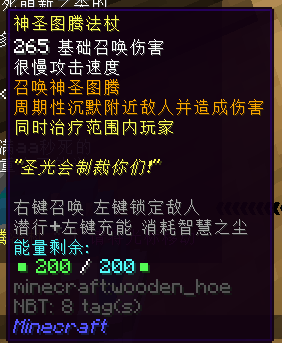 神圣图腾法杖
265 基础召唤伤害
很慢攻击速度
召唤神圣图腾
周期性沉默附近敌人并造成伤害
同时治疗范围内玩家
"圣光会制裁你们!"
右键召唤 左键锁定敌人
潜行+左键充能 消耗智慧之尘
能量剩余:
▪ 200 / 200 ▪
minecraft:wooden_hoe
NBT: 8 tag(s)
Minecraft